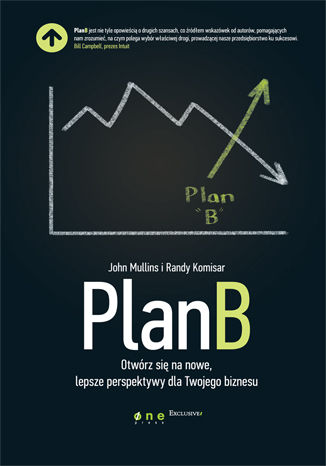 PlanB jest nie tyle opowieścią o drugich szansach, co źródłem wskazówek od autorów, pomagających
nam zrozumieć, na czym polega wybór właściwej drogi, prowadzącej nasze przedsiębiorstwo ku sukcesowi.
Bill Campbell, prezes Intuit
Plan
"B"
John Mullins i Randy Komisar
PlanB
Otwórz się na nowe,
lepsze perspektywy dla Twojego biznesu
one EXCLUSIVE!
press